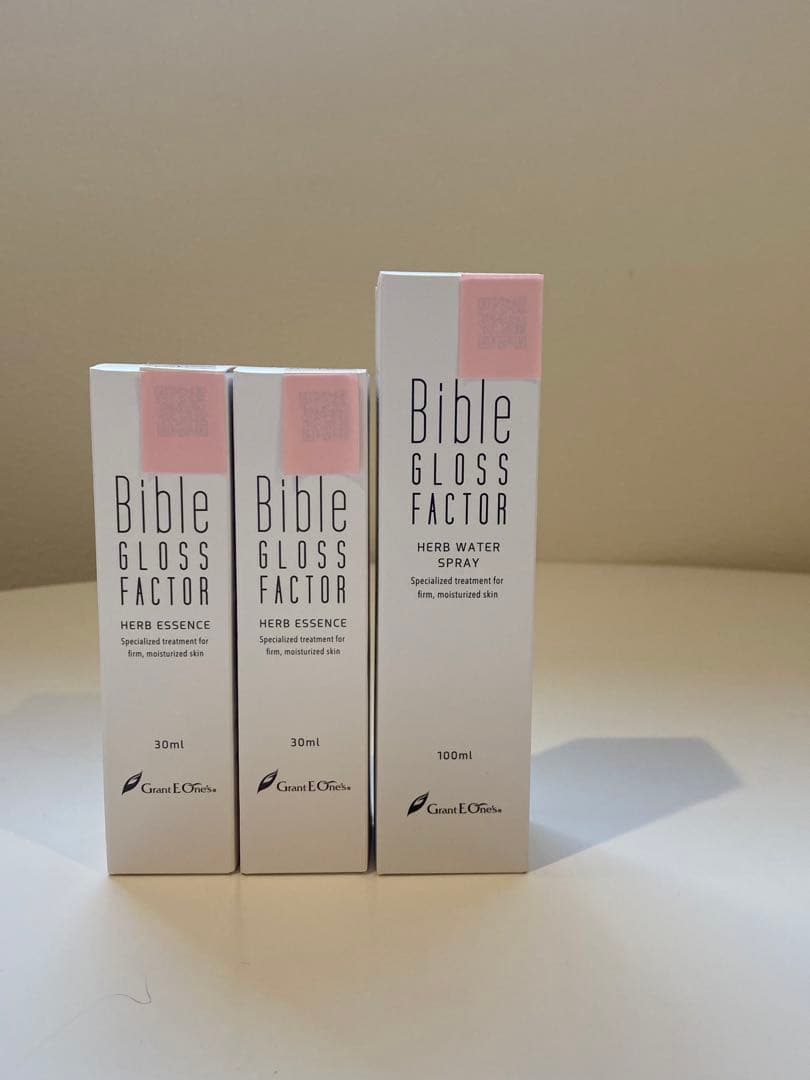 Bible
GLOSS
FACTOR
HERB ESSENCE
Specialized treatment for
firm, moisturized skin
30ml
Grant E One's®
Bible
GLOSS
FACTOR
HERB ESSENCE
Specialized treatment for
firm, moisturized skin
30ml
Grant E One's®
Bible
GLOSS
FACTOR
HERB WATER
SPRAY
Specialized treatment for
firm, moisturized skin
100ml
Grant E One's®